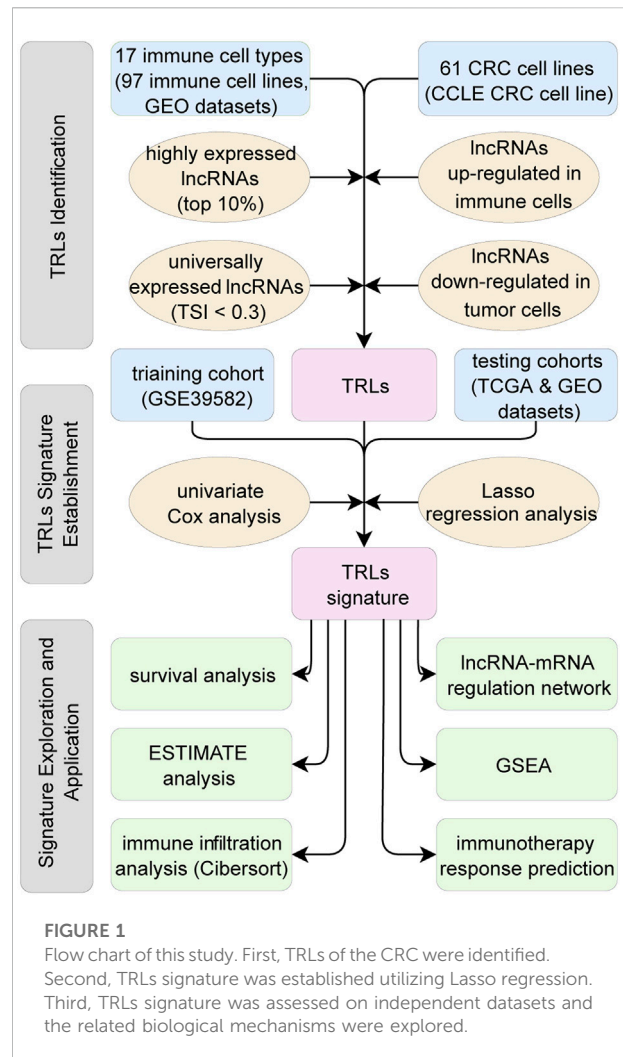 TRLs Identification
17 immune cell types
(97 immune cell lines,
GEO datasets)
61 CRC cell lines
(CCLE CRC cell line)
highly expressed
lncRNAs
(top 10%)
lncRNAs
up-regulated in
immune cells
universally
expressed lncRNAs
(TSI < 0.3)
lncRNAs
down-regulated in
tumor cells
TRLs Signature
Establishment
triaining cohort
(GSE39582)
TRLs
testing cohorts
(TCGA & GEO
datasets)
univariate
Cox analysis
Lasso
regression analysis
TRLs
signature
Signature Exploration and
Application
survival analysis
lncRNA-mRNA
regulation network
ESTIMATE
analysis
GSEA
immune infiltration
analysis (Cibersort)
immunotherapy
response prediction
FIGURE 1
Flow chart of this study. First, TRLs of the CRC were identified.
Second, TRLs signature was established utilizing Lasso regression.
Third, TRLs signature was assessed on independent datasets and
the related biological mechanisms were explored.